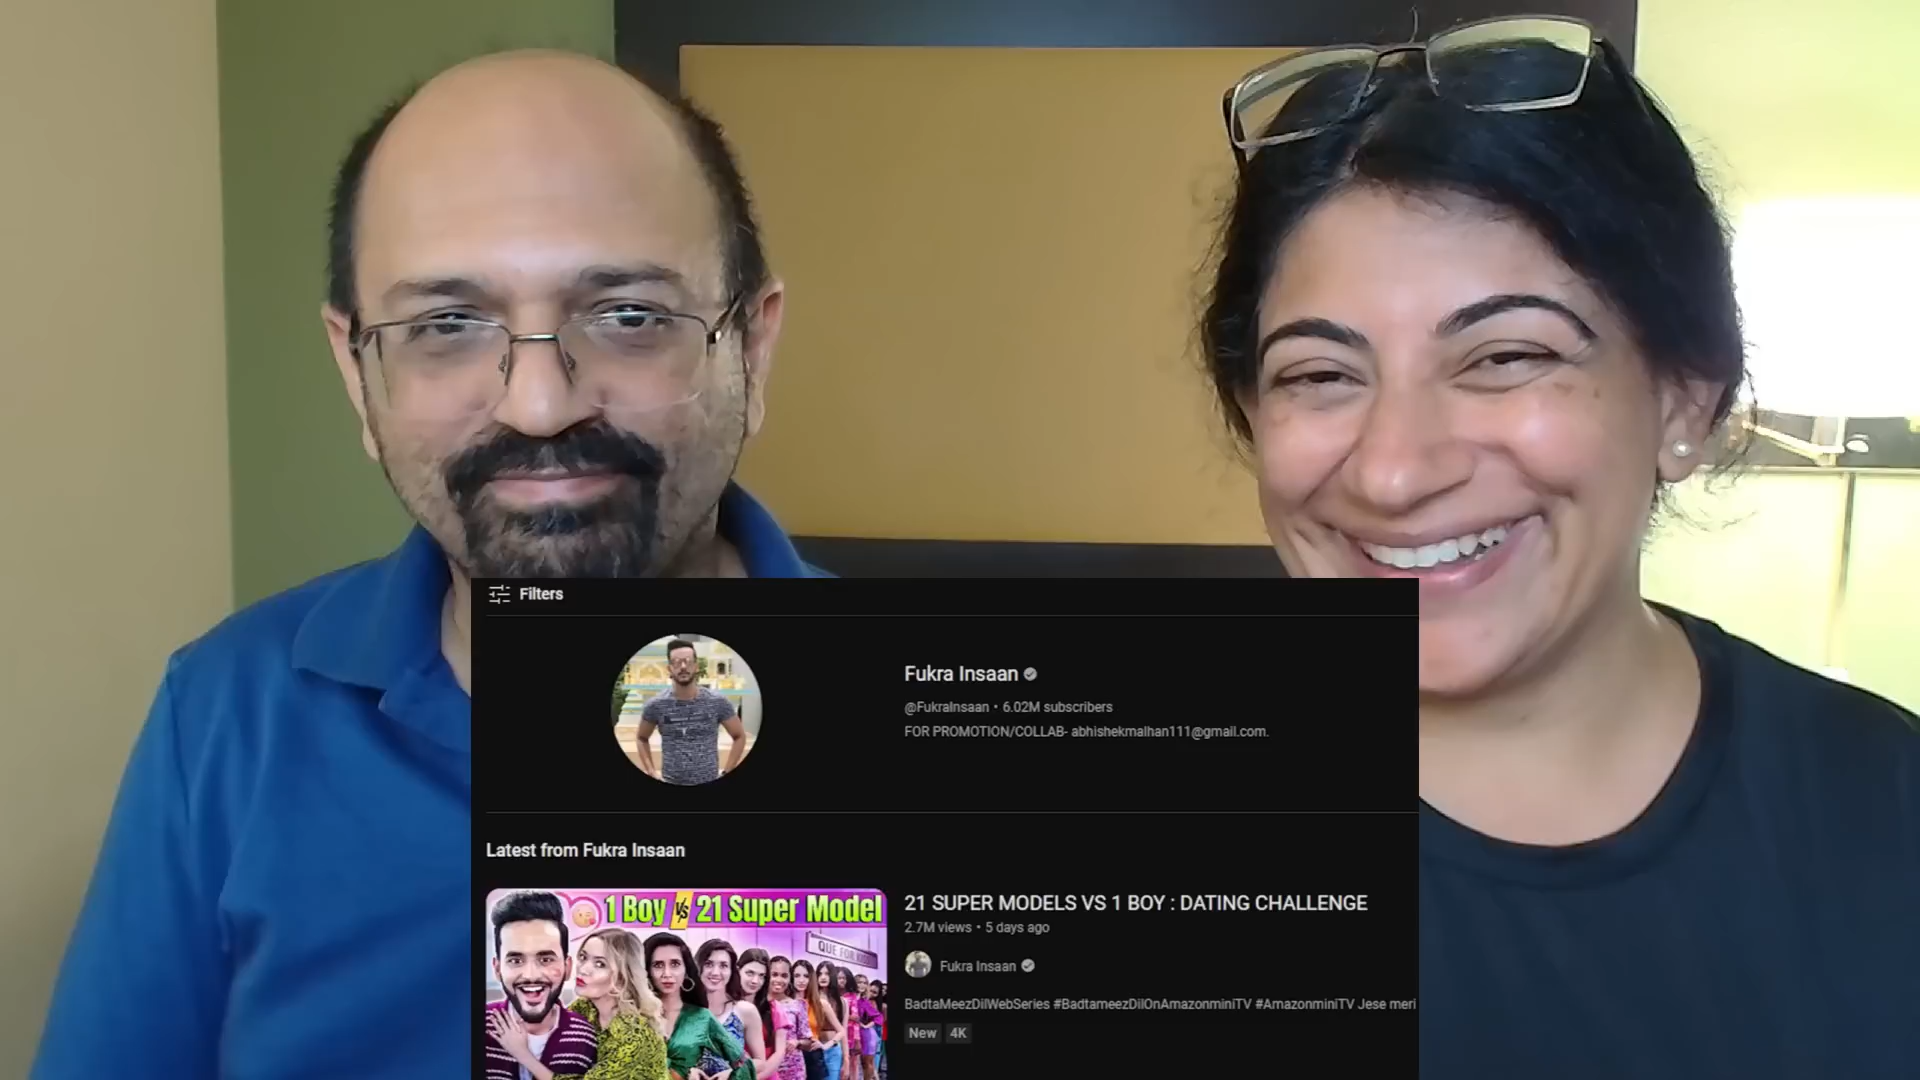 Filters
Fukra Insaan
@FukraInsaan • 6.02M subscribers
FOR PROMOTION/COLLAB- abhishekmalhan111@gmail.com.
Latest from Fukra Insaan
1 Boy VS 21 Super Model
QUE FOR
21 SUPER MODELS VS 1 BOY : DATING CHALLENGE
2.7M views • 5 days ago
Fukra Insaan
BadtaMeezDilWebSeries #BadtameezDilOnAmazonminiTV #AmazonminiTV Jese meri
New 4K